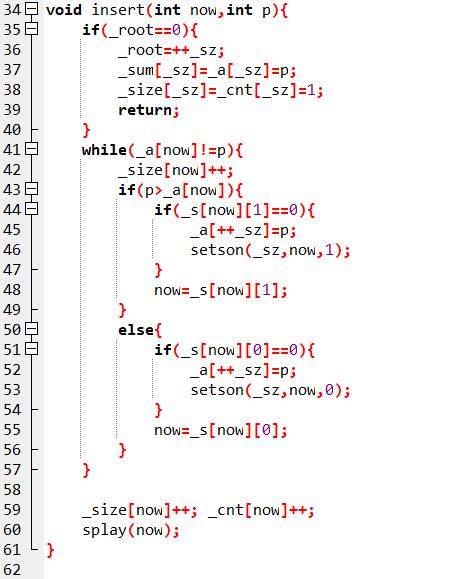 34 void insert(int now,int p){
35     if(_root==0){
36         _root=++_sz;
37         _sum[_sz]=_a[_sz]=p;
38         _size[_sz]=_cnt[_sz]=1;
39         return;
40     }
41     while(_a[now]!=p){
42         _size[now]++;
43         if(p>_a[now]){
44             if(_s[now][1]==0){
45                 _a[++_sz]=p;
46                 setson(_sz,now,1);
47             }
48             now=_s[now][1];
49         }
50         else{
51             if(_s[now][0]==0){
52                 _a[++_sz]=p;
53                 setson(_sz,now,0);
54             }
55             now=_s[now][0];
56         }
57     }
58
59     _size[now]++; _cnt[now]++;
60     splay(now);
61 }
62